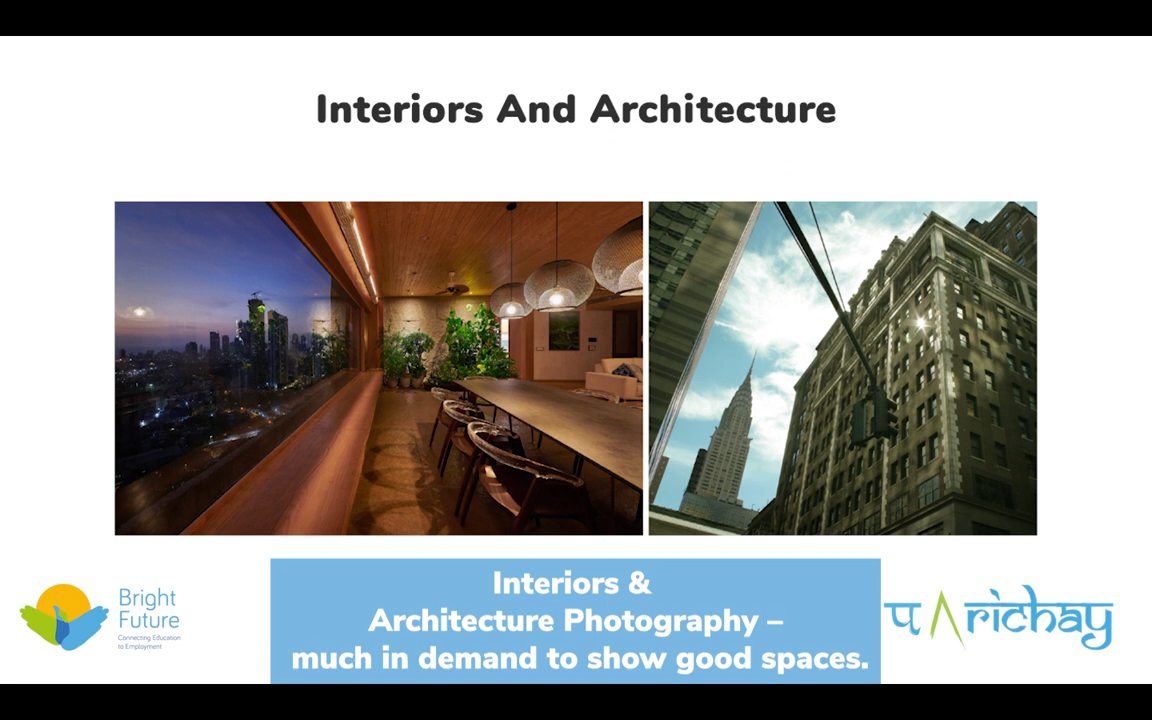 Interiors And Architecture
Bright
Future
Connecting Education
to Employment
Interiors &
Architecture Photography –
much in demand to show good spaces.
पArichay